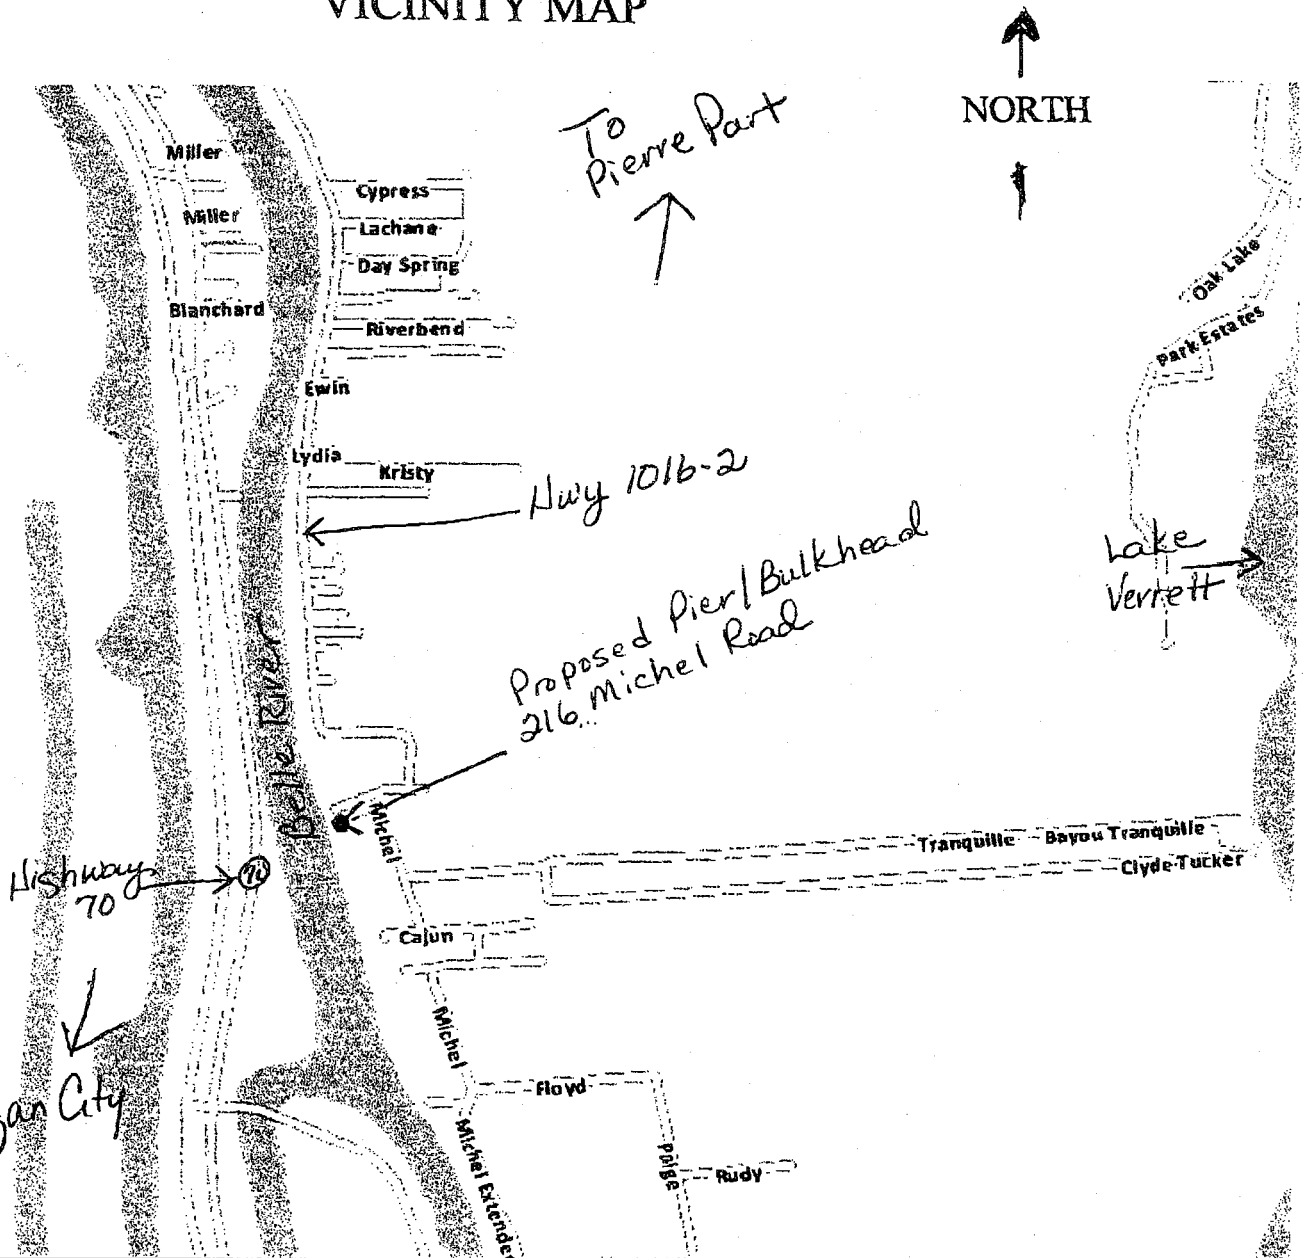 VICINITY MAP
NORTH
To
Pierre Part
Miller
Cypress
Miller
Lachane
Day Spring
Oak Lake
Blanchard
Riverbend
Park Estates
Ewin
Lydia
Kristy
Hwy 1016-2
Lake
Verrett
Proposed Pier/Bulkhead
216 Michel Road
Belle River
Michel
Tranquille
Bayou Tranquille
Clyde Tucker
Highway
70
70
Cajun
Michel
City
Floyd
Michel Extende
Paige
Rudy